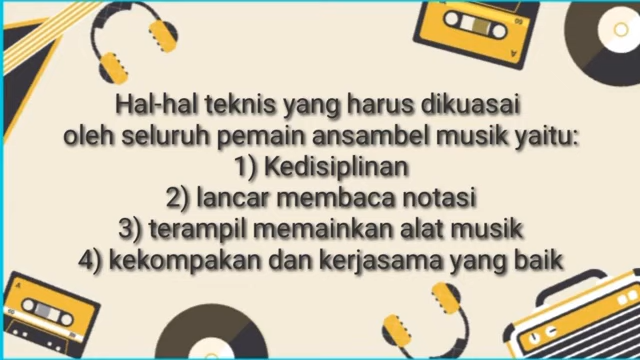 Hal-hal teknis yang harus dikuasai
oleh seluruh pemain ansambel musik yaitu:
1) Kedisiplinan
2) lancar membaca notasi
3) terampil memainkan alat musik
4) kekompakan dan kerjasama yang baik